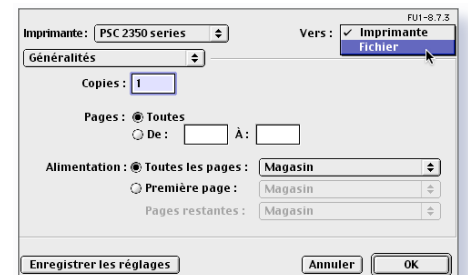 FU1-8.7.3
Imprimante : PSC 2350 series Vers : ✓ Imprimante
Fichier
Généralités
Copies : 1
Pages : Toutes
De : À :
Alimentation : Toutes les pages : Magasin
Première page : Magasin
Pages restantes : Magasin
Enregistrer les réglages Annuler OK